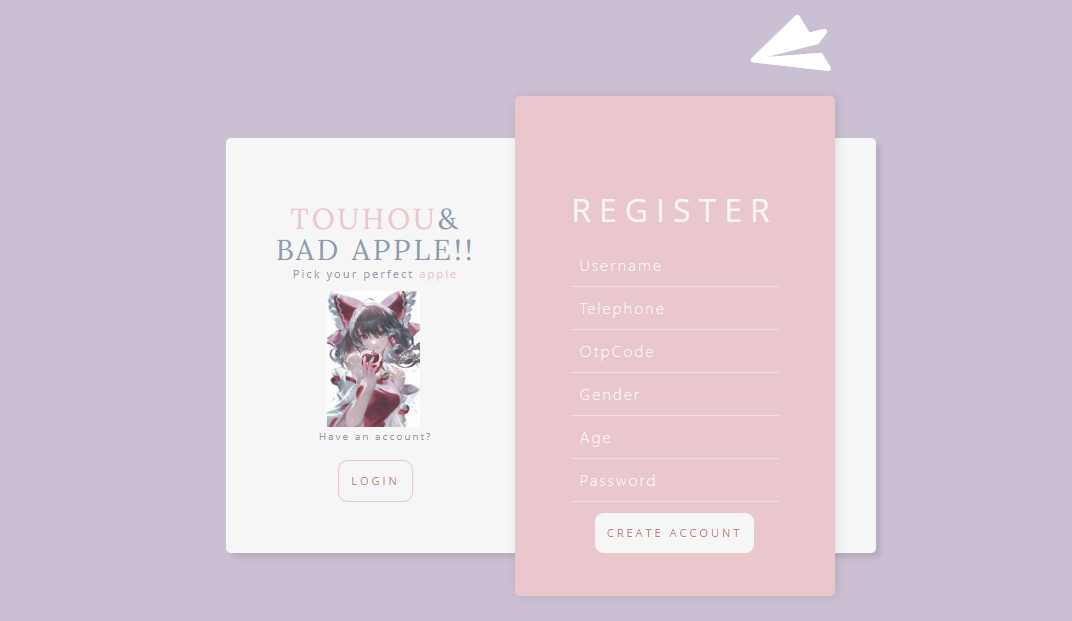 TOUHOU&
BAD APPLE!!
Pick your perfect apple
Have an account?
LOGIN
REGISTER
Username
Telephone
OtpCode
Gender
Age
Password
CREATE ACCOUNT